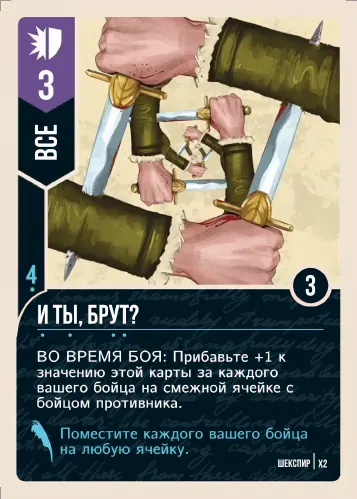 3
ВСЕ
4
3
И ТЫ, БРУТ?
ВО ВРЕМЯ БОЯ: Прибавьте +1 к
значению этой карты за каждого
вашего бойца на смежной ячейке с
бойцом противника.
Поместите каждого вашего бойца
на любую ячейку.
ШЕКСПИР | X2